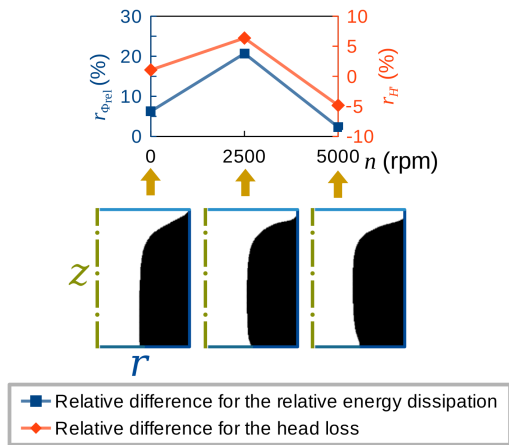 30
20
10
0
r_Φrel (%)
10
5
0
-5
-10
r_H (%)
0 2500 5000 n (rpm)
z
r
Relative difference for the relative energy dissipation
Relative difference for the head loss